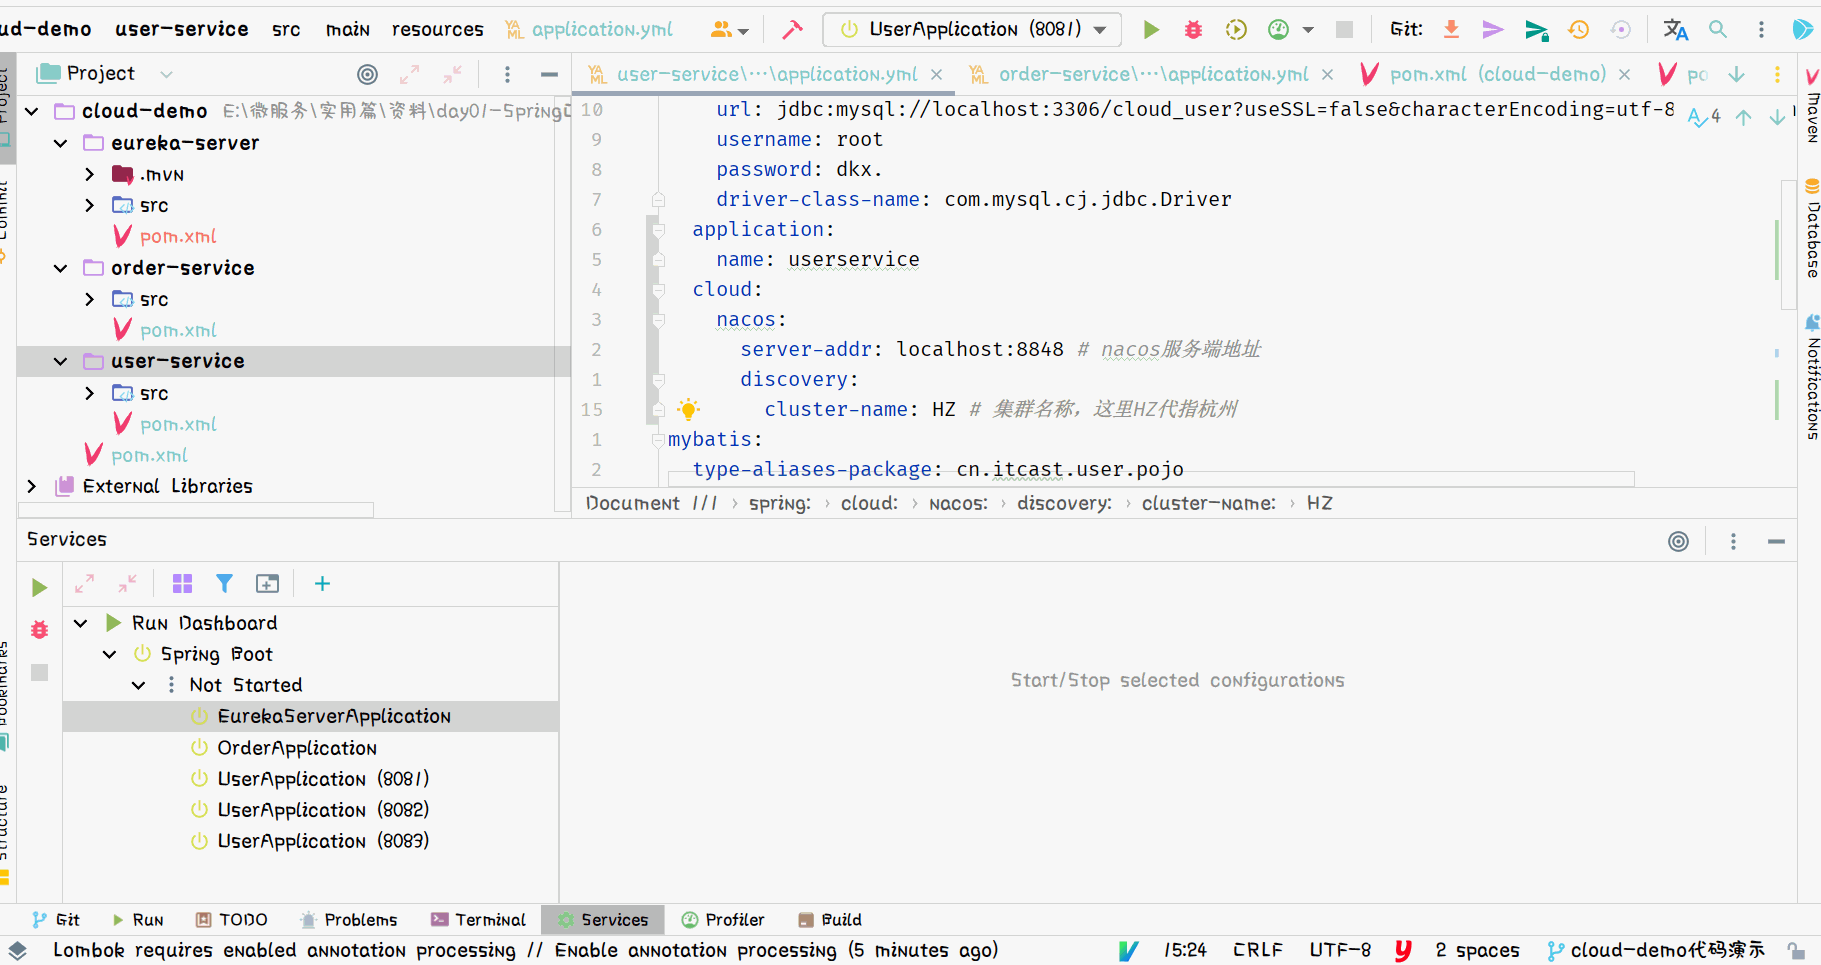 ud-demo user-service src main resources application.yml UserApplication (8081) Git:
Project
user-service\···\application.yml order-service\···\application.yml pom.xml (cloud-demo) po
cloud-demo E:\微服务\实用篇\资料\day01-SpringC
eureka-server
.mvn
src
pom.xml
order-service
src
pom.xml
user-service
src
pom.xml
pom.xml
External Libraries
10 url: jdbc:mysql://localhost:3306/cloud_user?useSSL=false&characterEncoding=utf-8
4
9 username: root
8 password: dkx.
7 driver-class-name: com.mysql.cj.jdbc.Driver
6 application:
5 name: userservice
4 cloud:
3 nacos:
2 server-addr: localhost:8848 # nacos服务端地址
1 discovery:
15 cluster-name: HZ # 集群名称，这里HZ代指杭州
1 mybatis:
2 type-aliases-package: cn.itcast.user.pojo
Document 1/1 › spring: › cloud: › nacos: › discovery: › cluster-name: › HZ
Maven
Database
Notifications
Project
Commit
Bookmarks
Structure
Services
Run Dashboard
Spring Boot
Not Started
EurekaServerApplication
OrderApplication
UserApplication (8081)
UserApplication (8082)
UserApplication (8083)
Start/Stop selected configurations
Git Run TODO Problems Terminal Services Profiler Build
Lombok requires enabled annotation processing // Enable annotation processing (5 minutes ago) 15:24 CRLF UTF-8 2 spaces cloud-demo代码演示